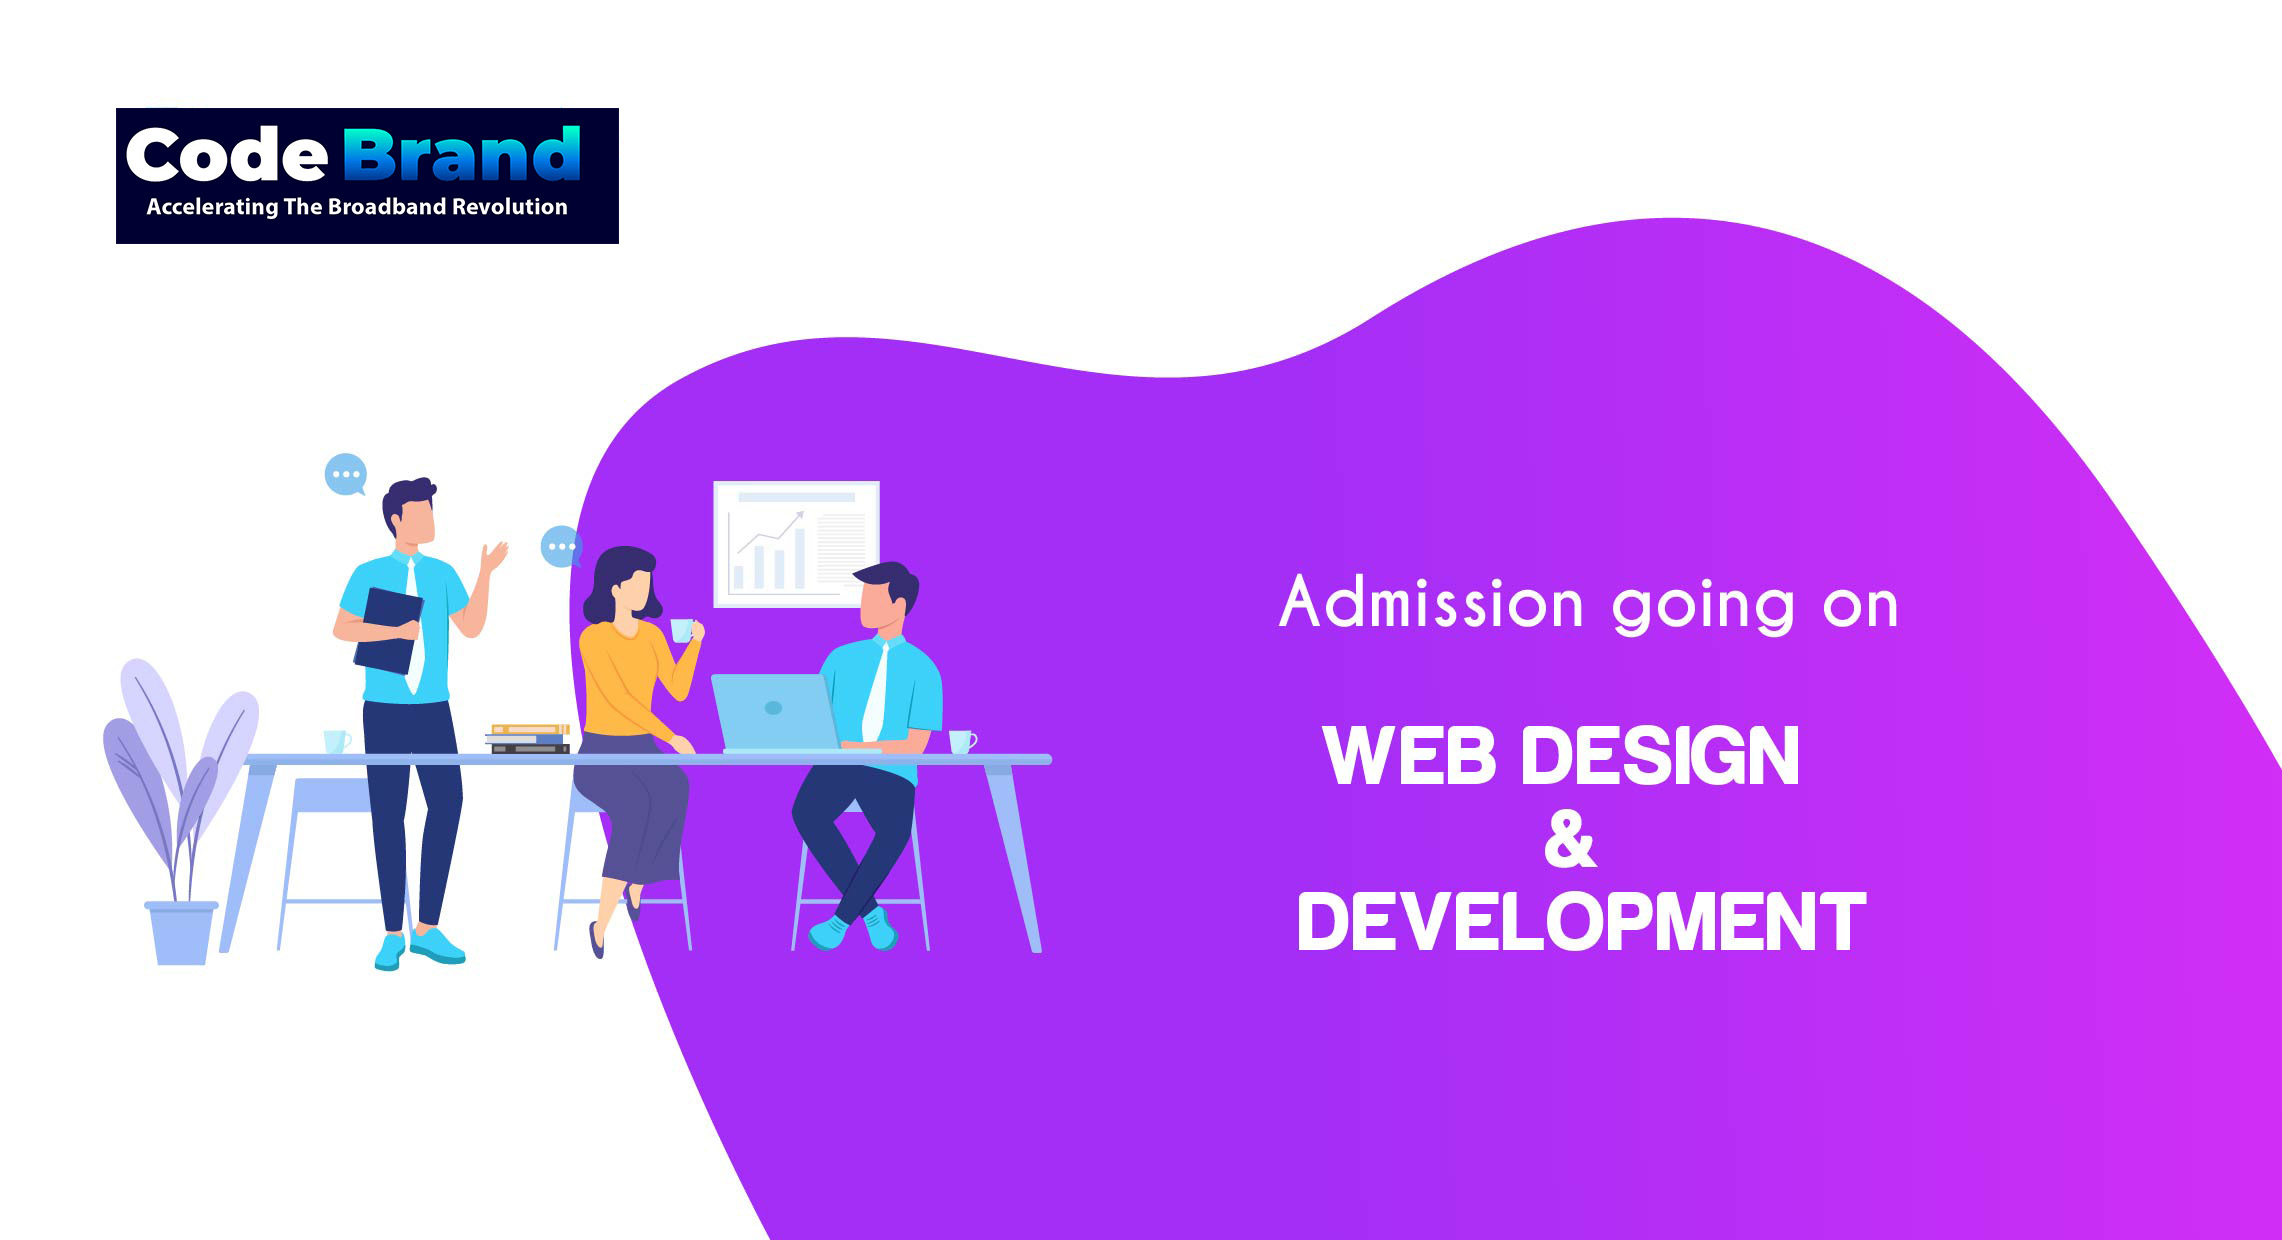 Code Brand
Accelerating The Broadband Revolution
Admission going on
WEB DESIGN
&
DEVELOPMENT